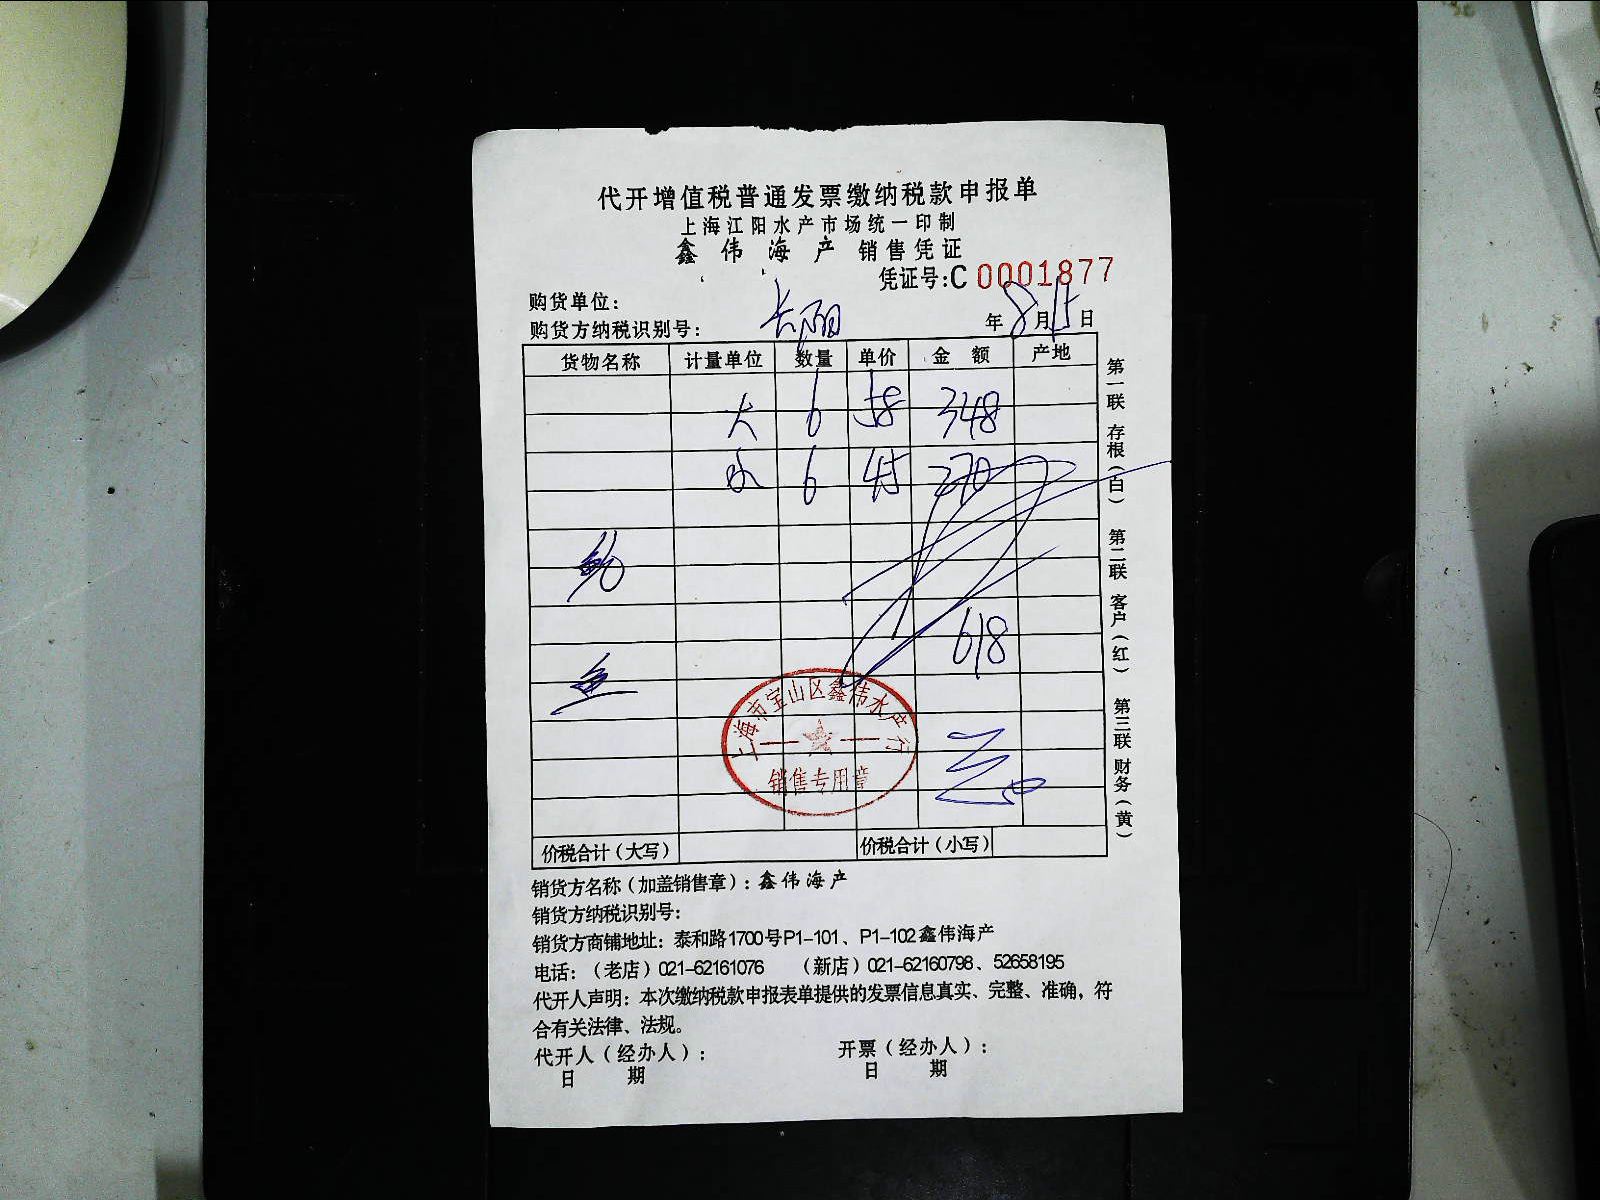 代开增值税普通发票缴纳税款申报单
上海江阳水产市场统一印制
鑫伟海产 销售凭证
凭证号:C 0001877
购货单位:
购货方纳税识别号: 长阳 年8月15日
货物名称 计量单位 数量 单价 金额 产地
大 6 58 348
小 6 45 270
鲍
618
鱼
上海市宝山区鑫伟水产行
销售专用章
价税合计(大写) 价税合计(小写)
第一联 存根(白) 第二联 客户(红) 第三联 财务(黄)
销货方名称(加盖销售章):鑫伟海产
销货方纳税识别号:
销货方商铺地址:泰和路1700号P1-101、P1-102鑫伟海产
电话:(老店)021-62161076 (新店)021-62160798、52658195
代开人声明:本次缴纳税款申报表单提供的发票信息真实、完整、准确,符
合有关法律、法规。
代开人(经办人): 开票(经办人):
日期 日期